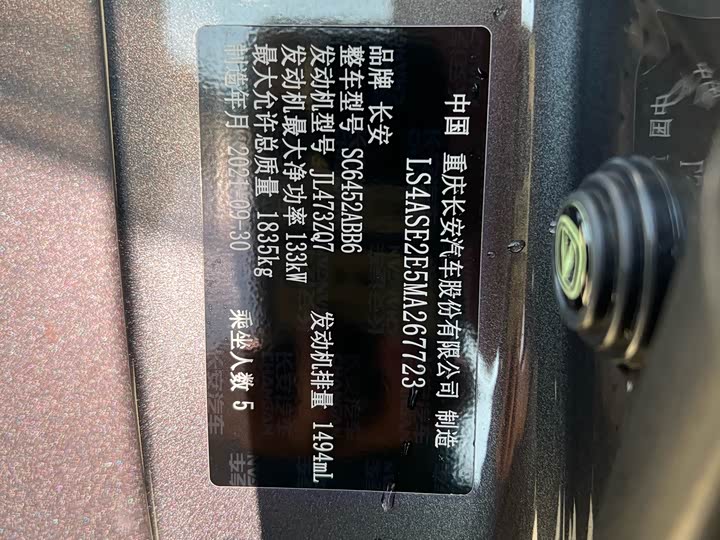 中国 重庆长安汽车股份有限公司 制造
LS4ASE2E5MA267723
品牌 长安
整车型号 SC6452ABB6
发动机型号 JL473ZQ7 发动机排量 1494mL
发动机最大净功率 133kW
最大允许总质量 1835kg 乘坐人数 5
制造年月 2021-09-30